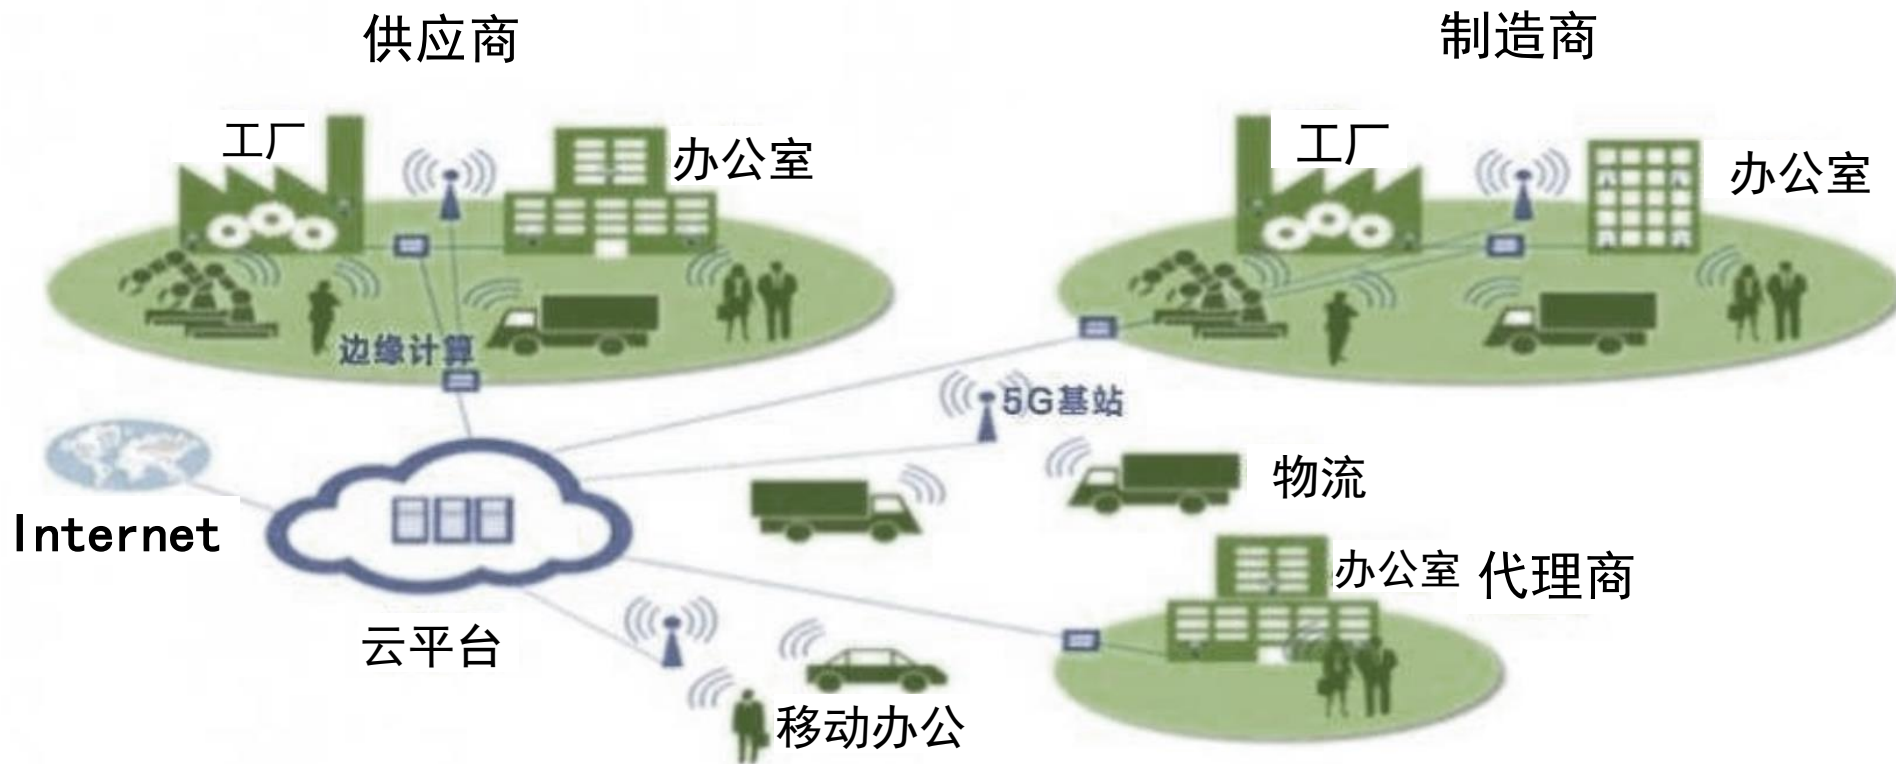 供应商
制造商
工厂
办公室
工厂
办公室
边缘计算
5G基站
物流
Internet
办公室
代理商
云平台
移动办公